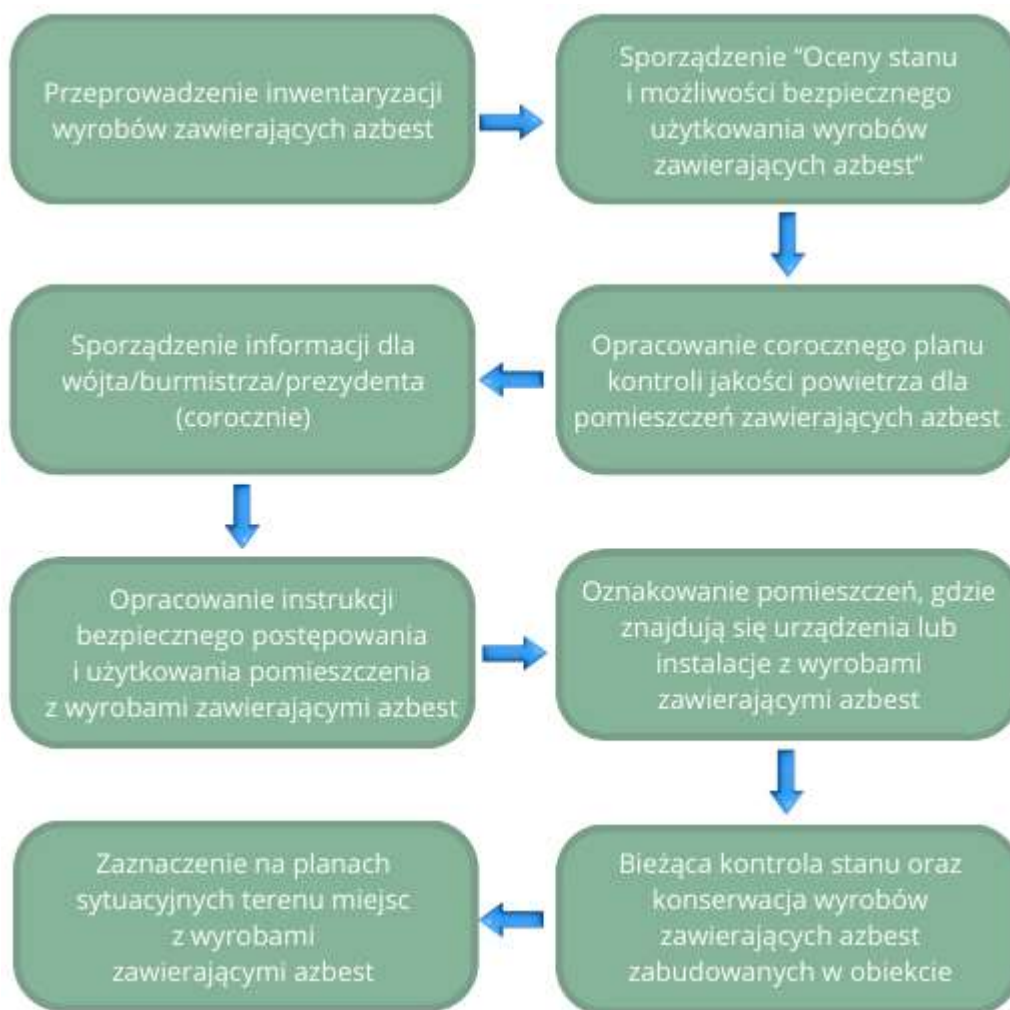 Przeprowadzenie inwentaryzacji
wyrobów zawierających azbest
Sporządzenie “Oceny stanu
i możliwości bezpiecznego
użytkowania wyrobów
zawierających azbest“
Opracowanie corocznego planu
kontroli jakości powietrza dla
pomieszczeń zawierających azbest
Sporządzenie informacji dla
wójta/burmistrza/prezydenta
(corocznie)
Opracowanie instrukcji
bezpiecznego postępowania
i użytkowania pomieszczenia
z wyrobami zawierającymi azbest
Oznakowanie pomieszczeń, gdzie
znajdują się urządzenia lub
instalacje z wyrobami
zawierającymi azbest
Bieżąca kontrola stanu oraz
konserwacja wyrobów
zawierających azbest
zabudowanych w obiekcie
Zaznaczenie na planach
sytuacyjnych terenu miejsc
z wyrobami
zawierającymi azbest